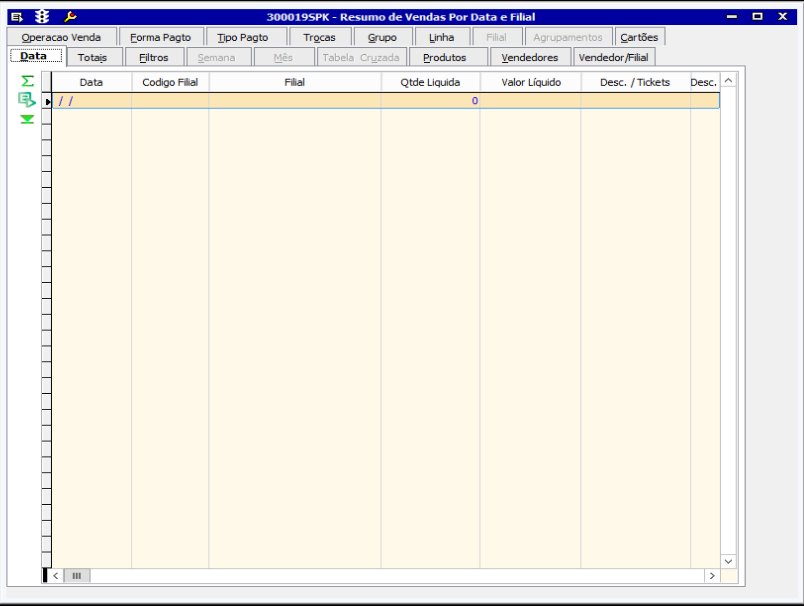 300019SPK - Resumo de Vendas Por Data e Filial
Operacao Venda Forma Pagto Tipo Pagto Trocas Grupo Linha Filial Agrupamentos Cartões
Data Totais Filtros Semana Mês Tabela Cruzada Produtos Vendedores Vendedor/Filial
Data Codigo Filial Filial Qtde Liquida Valor Líquido Desc. / Tickets Desc.
/ / 0